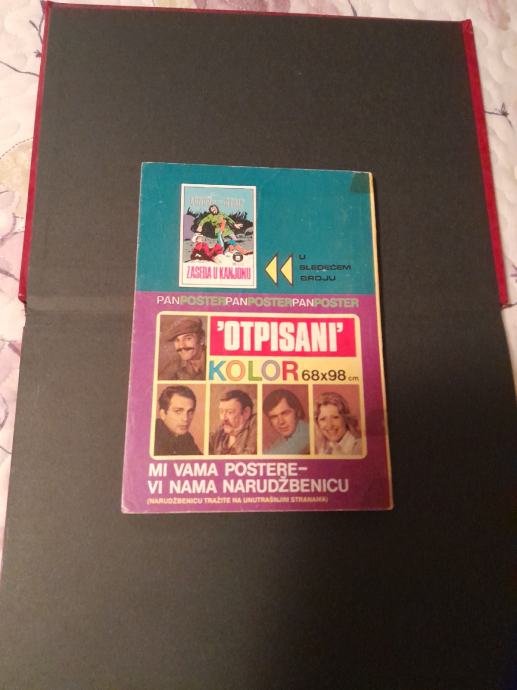 ZASEDA U KANJONU
U
SLEDEĆEM
BROJU
PANPOSTERPANPOSTERPANPOSTER
'OTPISANI'
KOLOR 68x98 cm
MI VAMA POSTERE–
VI NAMA NARUDŽBENICU
(NARUDŽBENICU TRAŽITE NA UNUTRAŠNJIM STRANAMA)